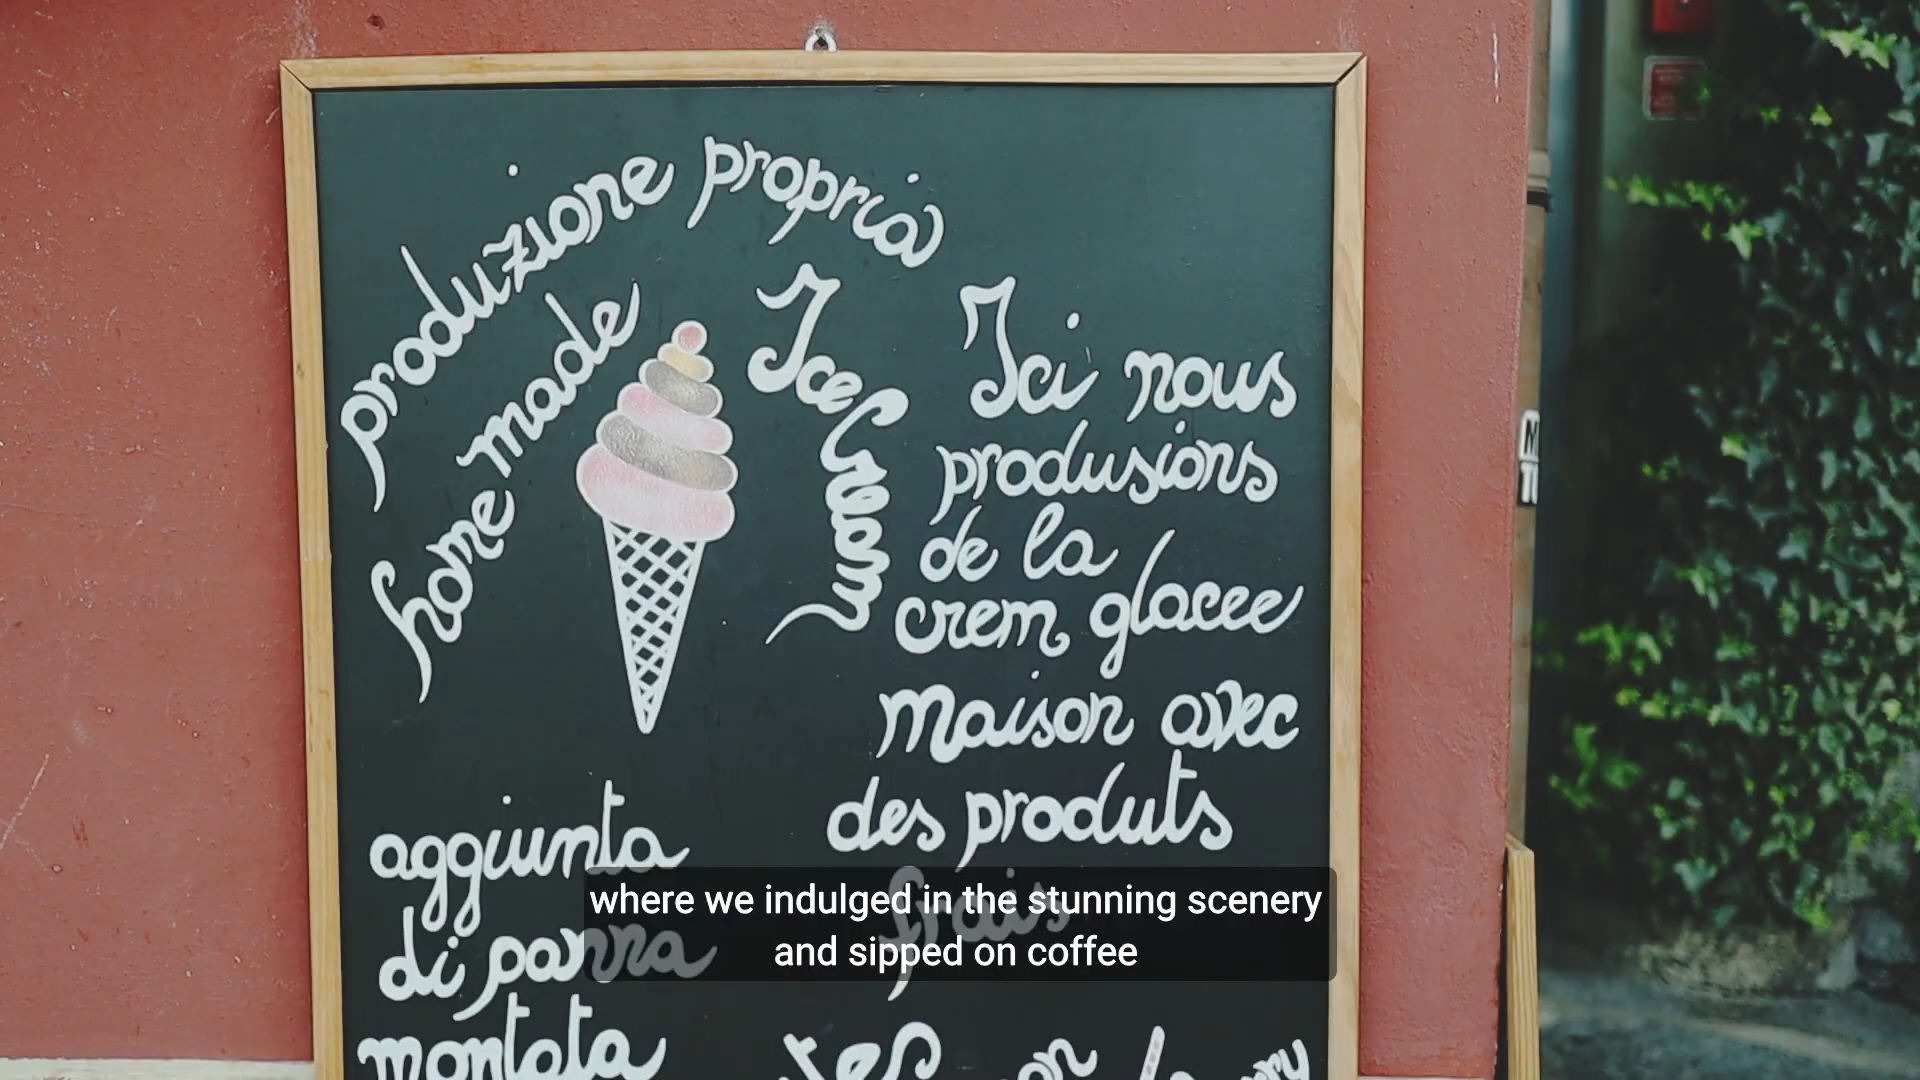 produzione propria
home made
Ice Cream
Ici nous
produsions
de la
crem glacee
maison avec
des produts
frais
aggiunta
di panna
montata
where we indulged in the stunning scenery
and sipped on coffee